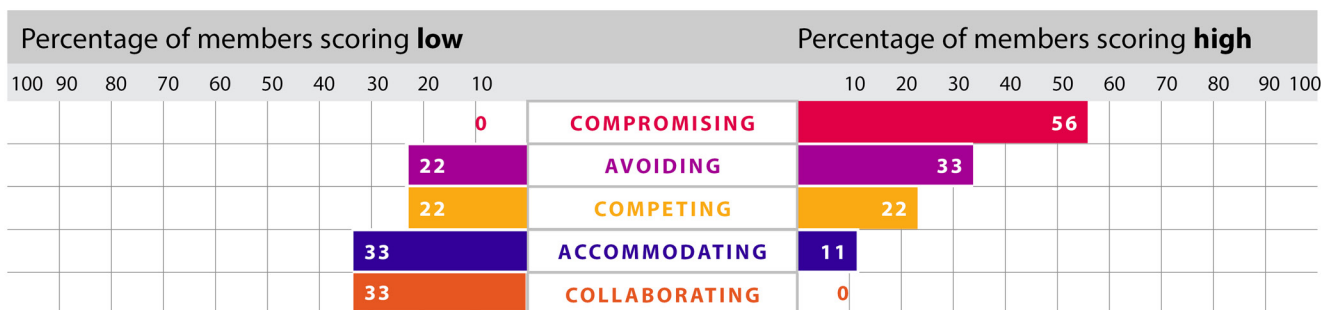 Percentage of members scoring low Percentage of members scoring high
100 90 80 70 60 50 40 30 20 10 10 20 30 40 50 60 70 80 90 100
0 COMPROMISING 56
22 AVOIDING 33
22 COMPETING 22
33 ACCOMMODATING 11
33 COLLABORATING 0